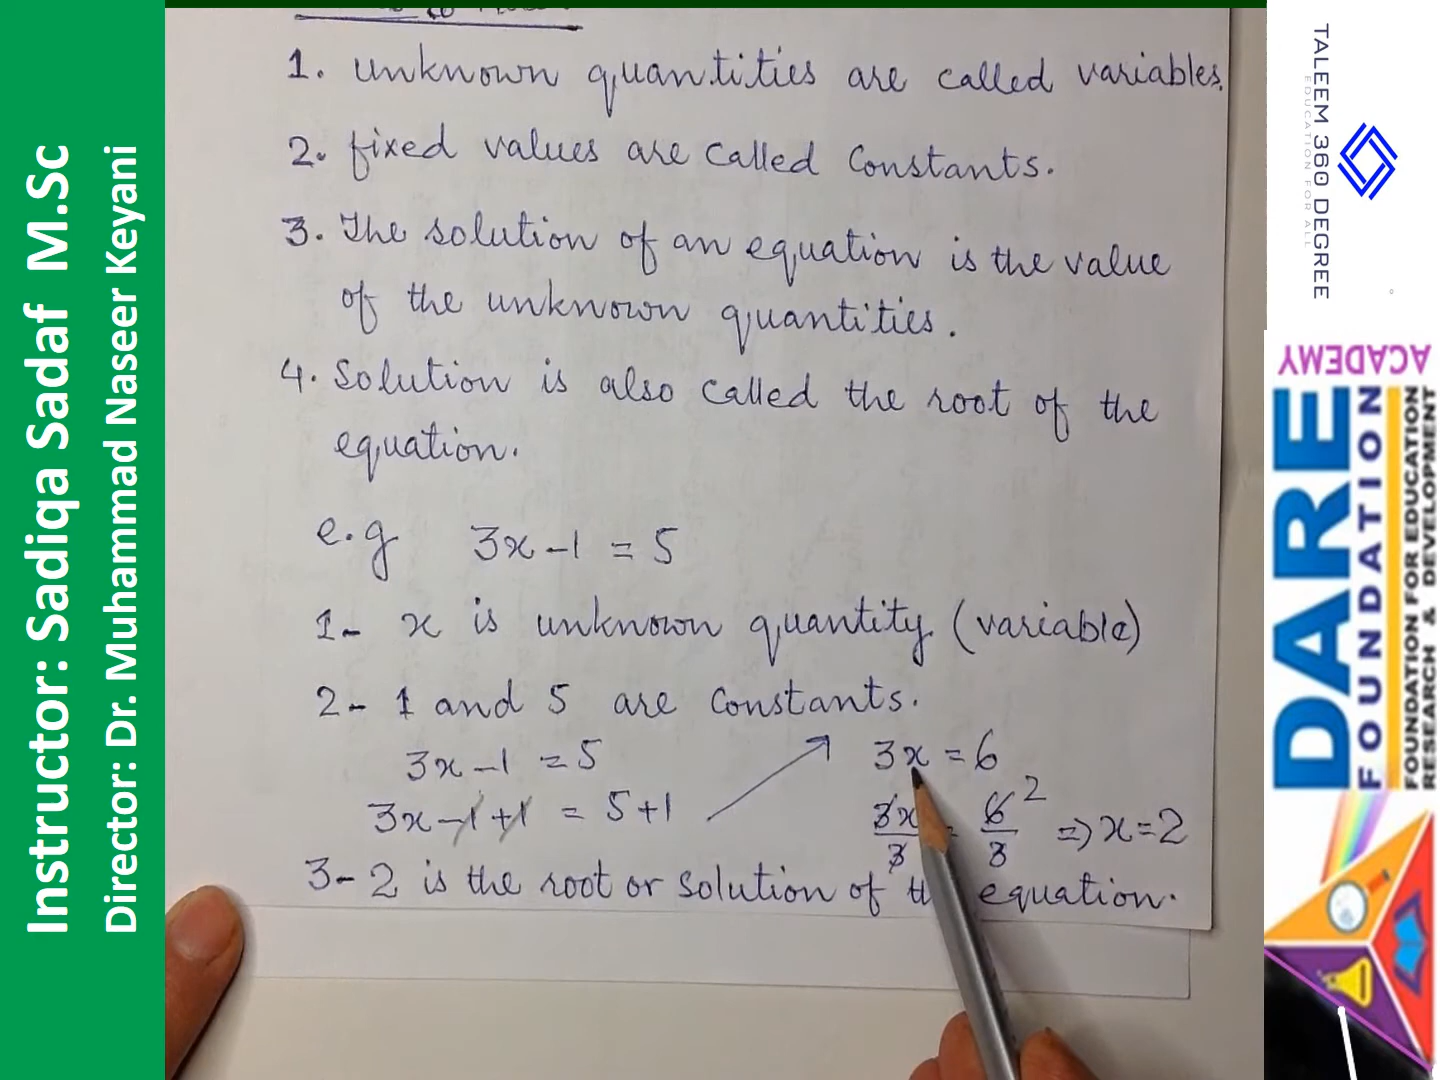 1. unknown quantities are called variables.
2. fixed values are called Constants.
3. The solution of an equation is the value
of the unknown quantities.
4. Solution is also called the root of the
equation.
e.g 3x-1 = 5
1- x is unknown quantity (variable)
2- 1 and 5 are Constants.
3x-1 = 5
3x-1+1 = 5+1
3x = 6
3x/3 = 6/3 2 => x=2
3- 2 is the root or solution of equation.
Instructor: Sadiqa Sadaf M.Sc
Director: Dr. Muhammad Naseer Keyani
TALEEM 360 DEGREE
EDUCATION FOR ALL
ACADEMY
DARE
FOUNDATION
FOUNDATION FOR EDUCATION
RESEARCH & DEVELOPMENT